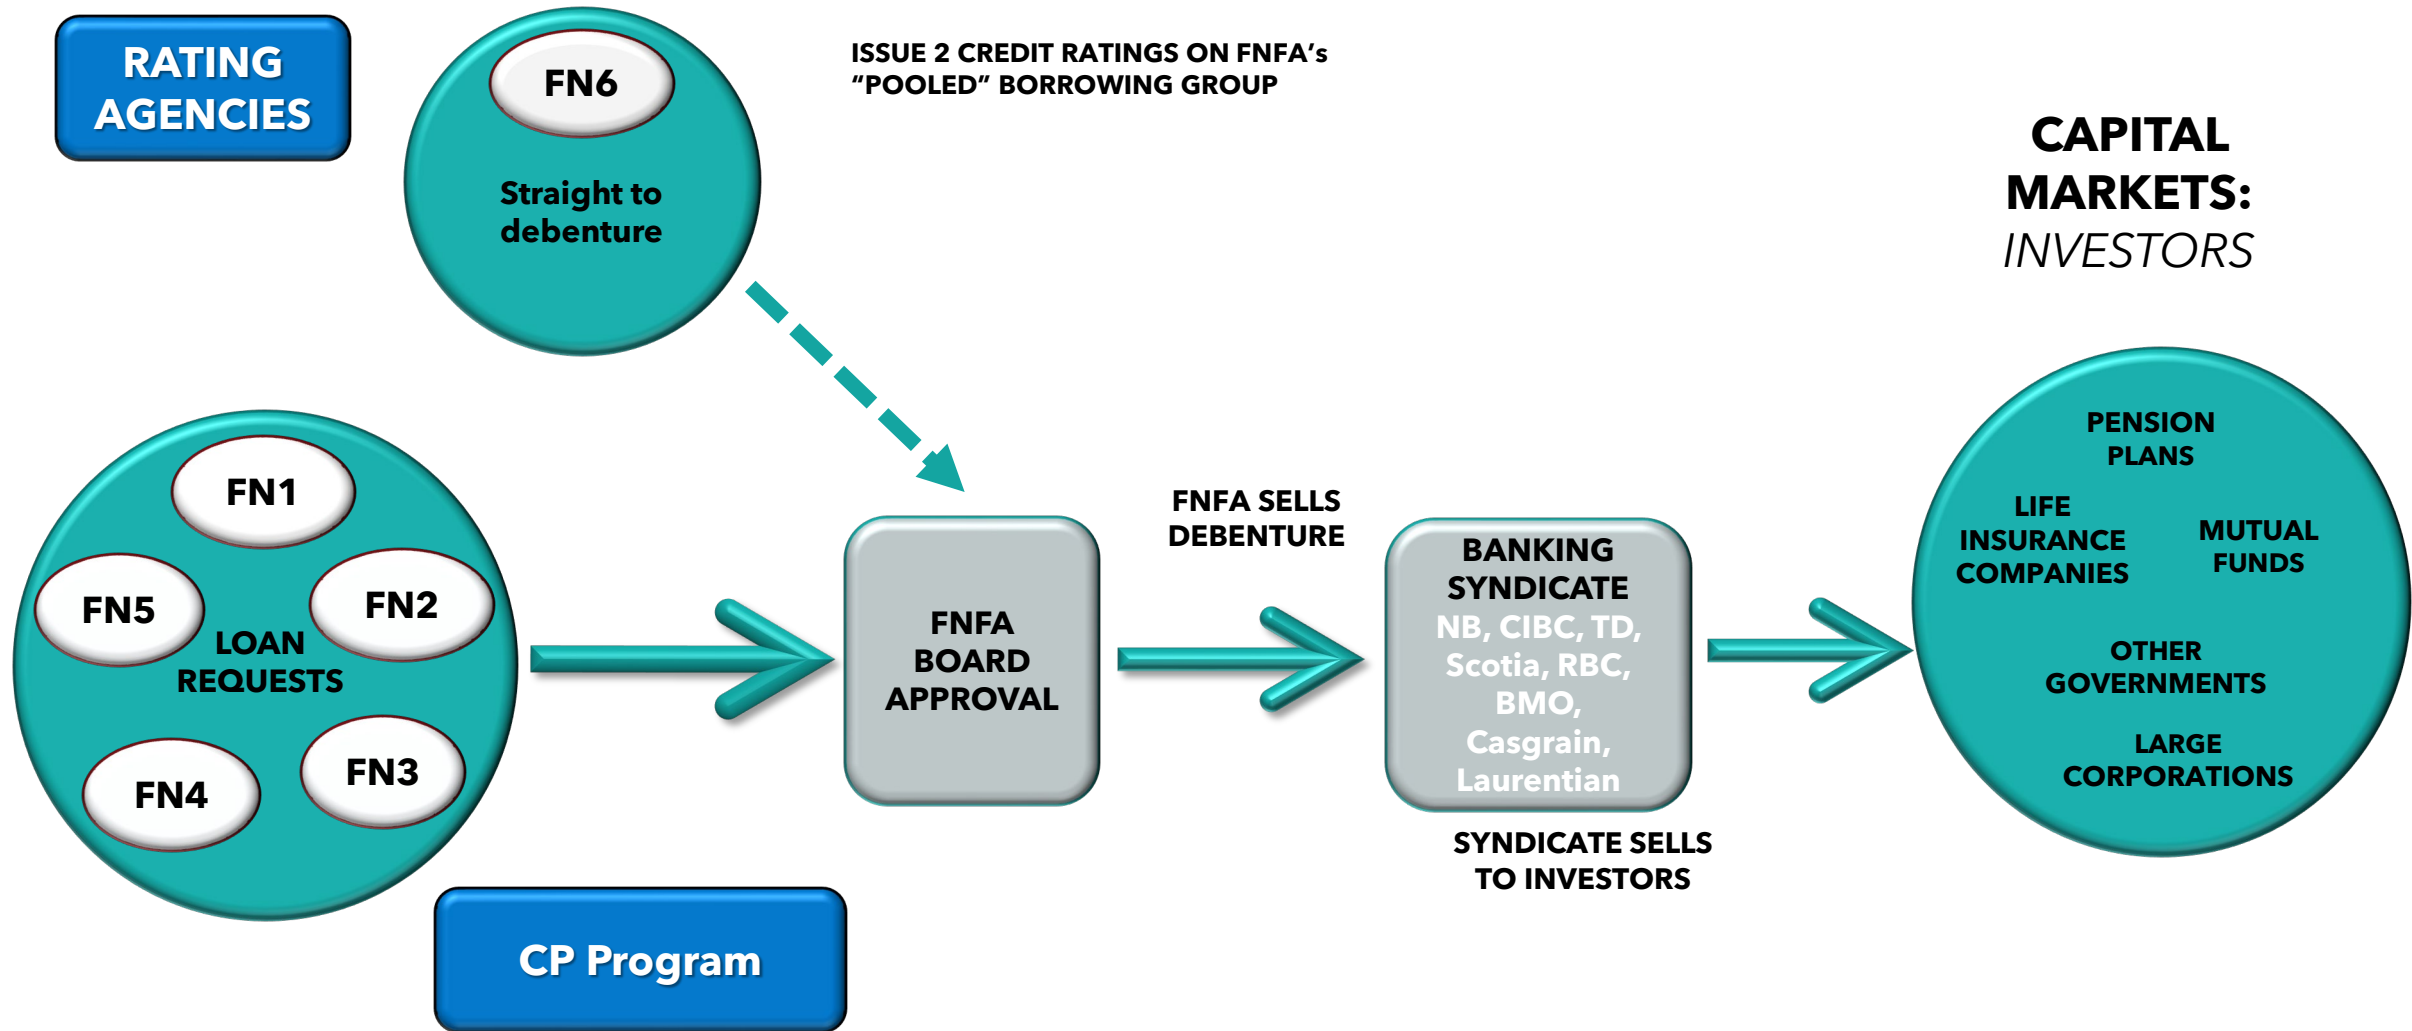 RATING
AGENCIES
FN6
Straight to
debenture
ISSUE 2 CREDIT RATINGS ON FNFA's
“POOLED” BORROWING GROUP
CAPITAL
MARKETS:
INVESTORS
FN1
FN5
FN2
LOAN
REQUESTS
FN4
FN3
CP Program
FNFA
BOARD
APPROVAL
FNFA SELLS
DEBENTURE
BANKING
SYNDICATE
NB, CIBC, TD,
Scotia, RBC,
BMO,
Casgrain,
Laurentian
SYNDICATE SELLS
TO INVESTORS
PENSION
PLANS
LIFE
INSURANCE
COMPANIES
MUTUAL
FUNDS
OTHER
GOVERNMENTS
LARGE
CORPORATIONS